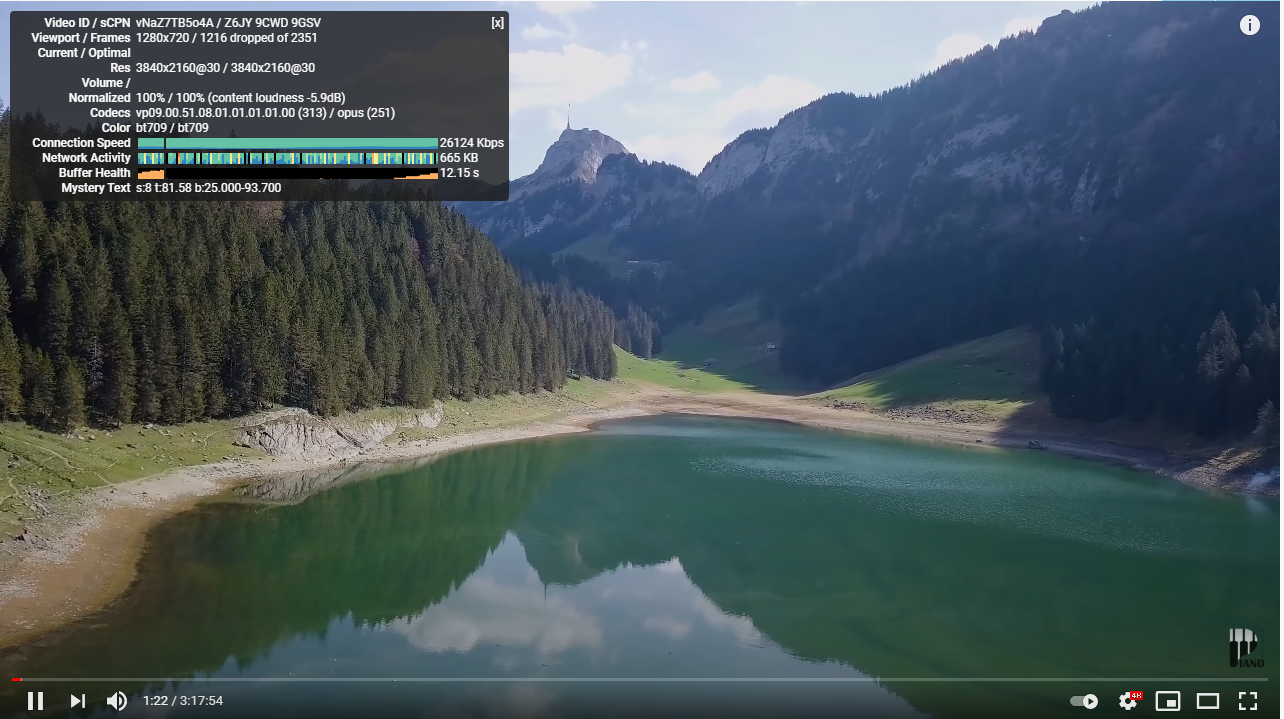 Video ID / sCPN vNaZ7TB5o4A / Z6JY 9CWD 9GSV [x]
Viewport / Frames 1280x720 / 1216 dropped of 2351
Current / Optimal
Res 3840x2160@30 / 3840x2160@30
Volume /
Normalized 100% / 100% (content loudness -5.9dB)
Codecs vp09.00.51.08.01.01.01.01.00 (313) / opus (251)
Color bt709 / bt709
Connection Speed 26124 Kbps
Network Activity 665 KB
Buffer Health 12.15 s
Mystery Text s:8 t:81.58 b:25.000-93.700
PIANO
1:22 / 3:17:54
4K